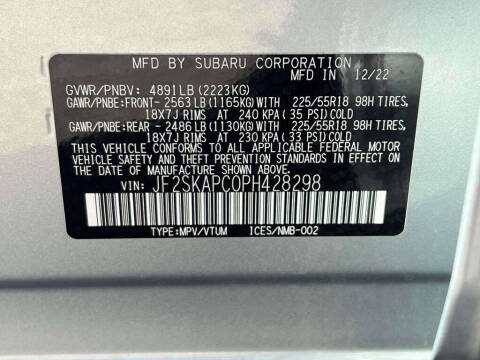 MFD BY SUBARU CORPORATION
MFD IN 12/22
GVWR/PNBV: 4891LB(2223KG)
GAWR/PNBE:FRONT- 2563LB(1165KG)WITH 225/55R18 98H TIRES,
18X7J RIMS AT 240 KPA( 35 PSI)COLD
GAWR/PNBE:REAR - 2486LB(1130KG)WITH 225/55R18 98H TIRES,
18X7J RIMS AT 230 KPA( 33 PSI)COLD
THIS VEHICLE CONFORMS TO ALL APPLICABLE FEDERAL MOTOR
VEHICLE SAFETY STANDARDS IN EFFECT ON THE
DATE OF MANUFACTURE SHOWN ABOVE.
VIN: JF2SKAPC0PH428298
TYPE:MPV/VTUM ICES/NMB-002